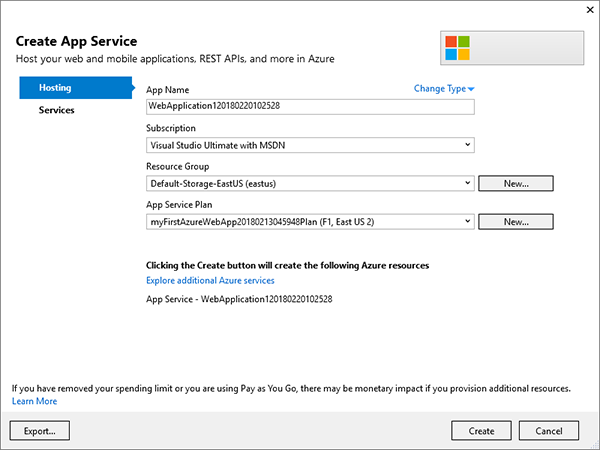 Create App Service
Host your web and mobile applications, REST APIs, and more in Azure
Hosting
Services
App Name
Change Type
WebApplication120180220102528
Subscription
Visual Studio Ultimate with MSDN
Resource Group
Default-Storage-EastUS (eastus)
New...
App Service Plan
myFirstAzureWebApp20180213045948Plan (F1, East US 2)
New...
Clicking the Create button will create the following Azure resources
Explore additional Azure services
App Service - WebApplication120180220102528
If you have removed your spending limit or you are using Pay as You Go, there may be monetary impact if you provision additional resources.
Learn More
Export...
Create
Cancel